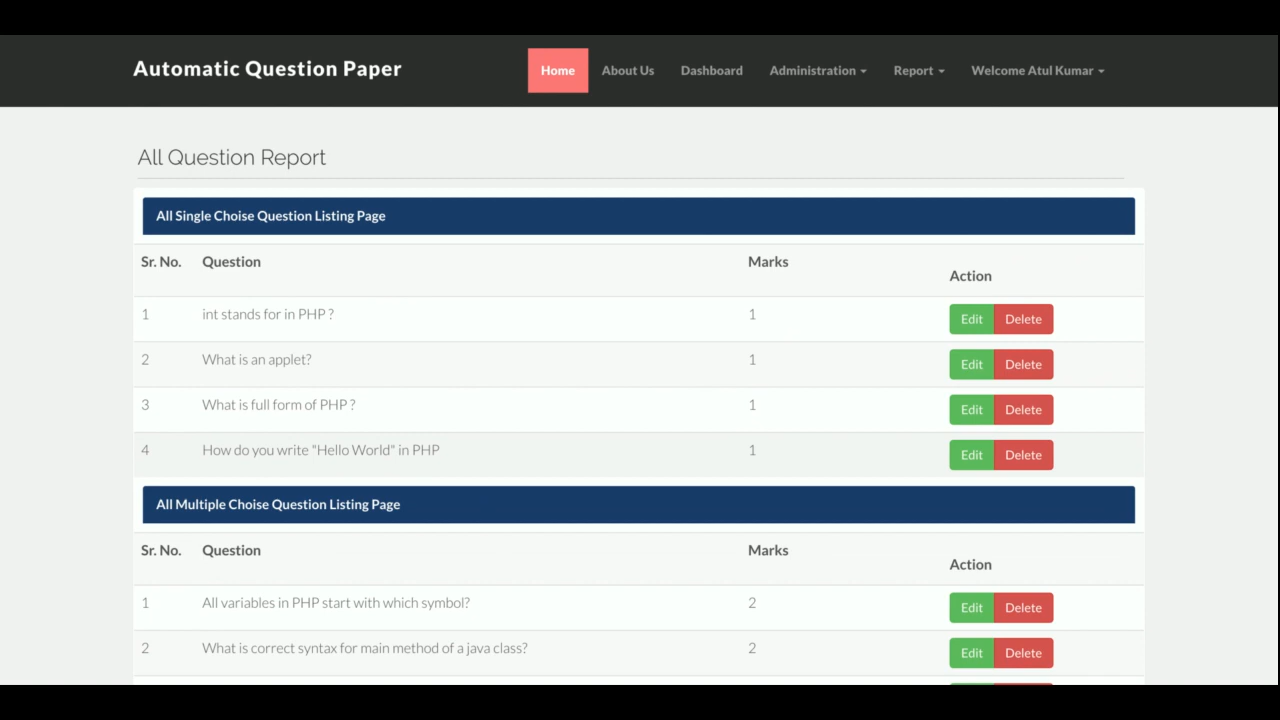 Automatic Question Paper
Home About Us Dashboard Administration Report Welcome Atul Kumar
All Question Report
All Single Choise Question Listing Page
Sr. No. Question Marks Action
1 int stands for in PHP ? 1 Edit Delete
2 What is an applet? 1 Edit Delete
3 What is full form of PHP ? 1 Edit Delete
4 How do you write "Hello World" in PHP 1 Edit Delete
All Multiple Choise Question Listing Page
Sr. No. Question Marks Action
1 All variables in PHP start with which symbol? 2 Edit Delete
2 What is correct syntax for main method of a java class? 2 Edit Delete